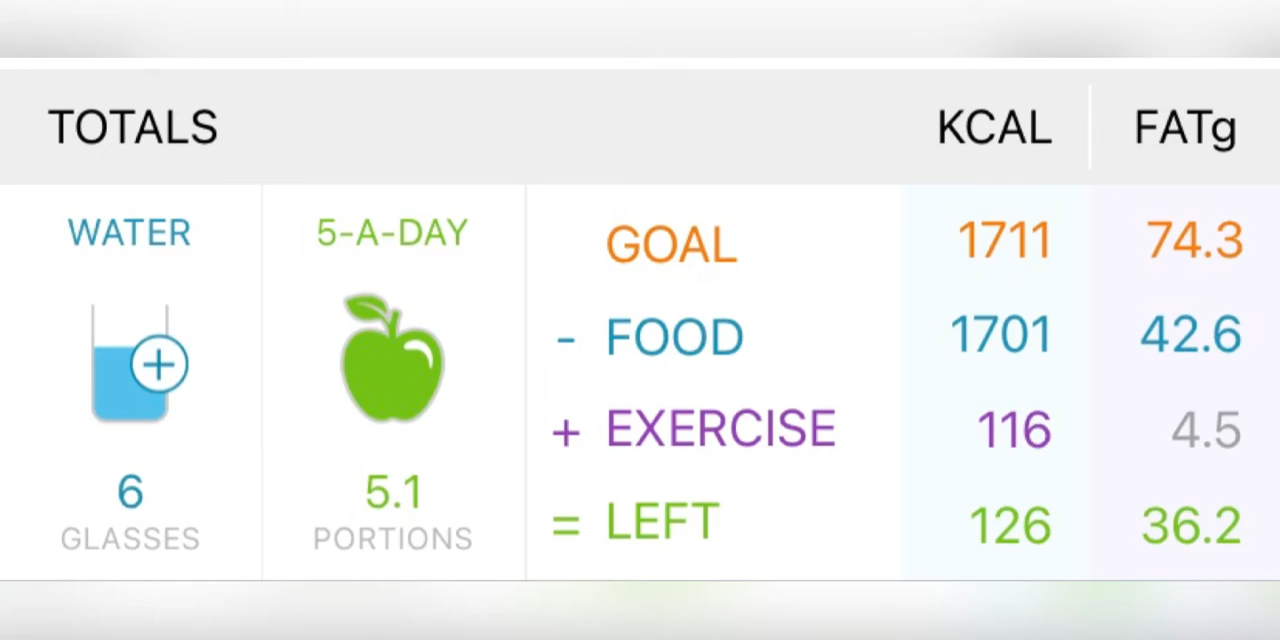 TOTALS KCAL FATg
WATER 5-A-DAY GOAL 1711 74.3
- FOOD 1701 42.6
+ EXERCISE 116 4.5
6 5.1 = LEFT 126 36.2
GLASSES PORTIONS